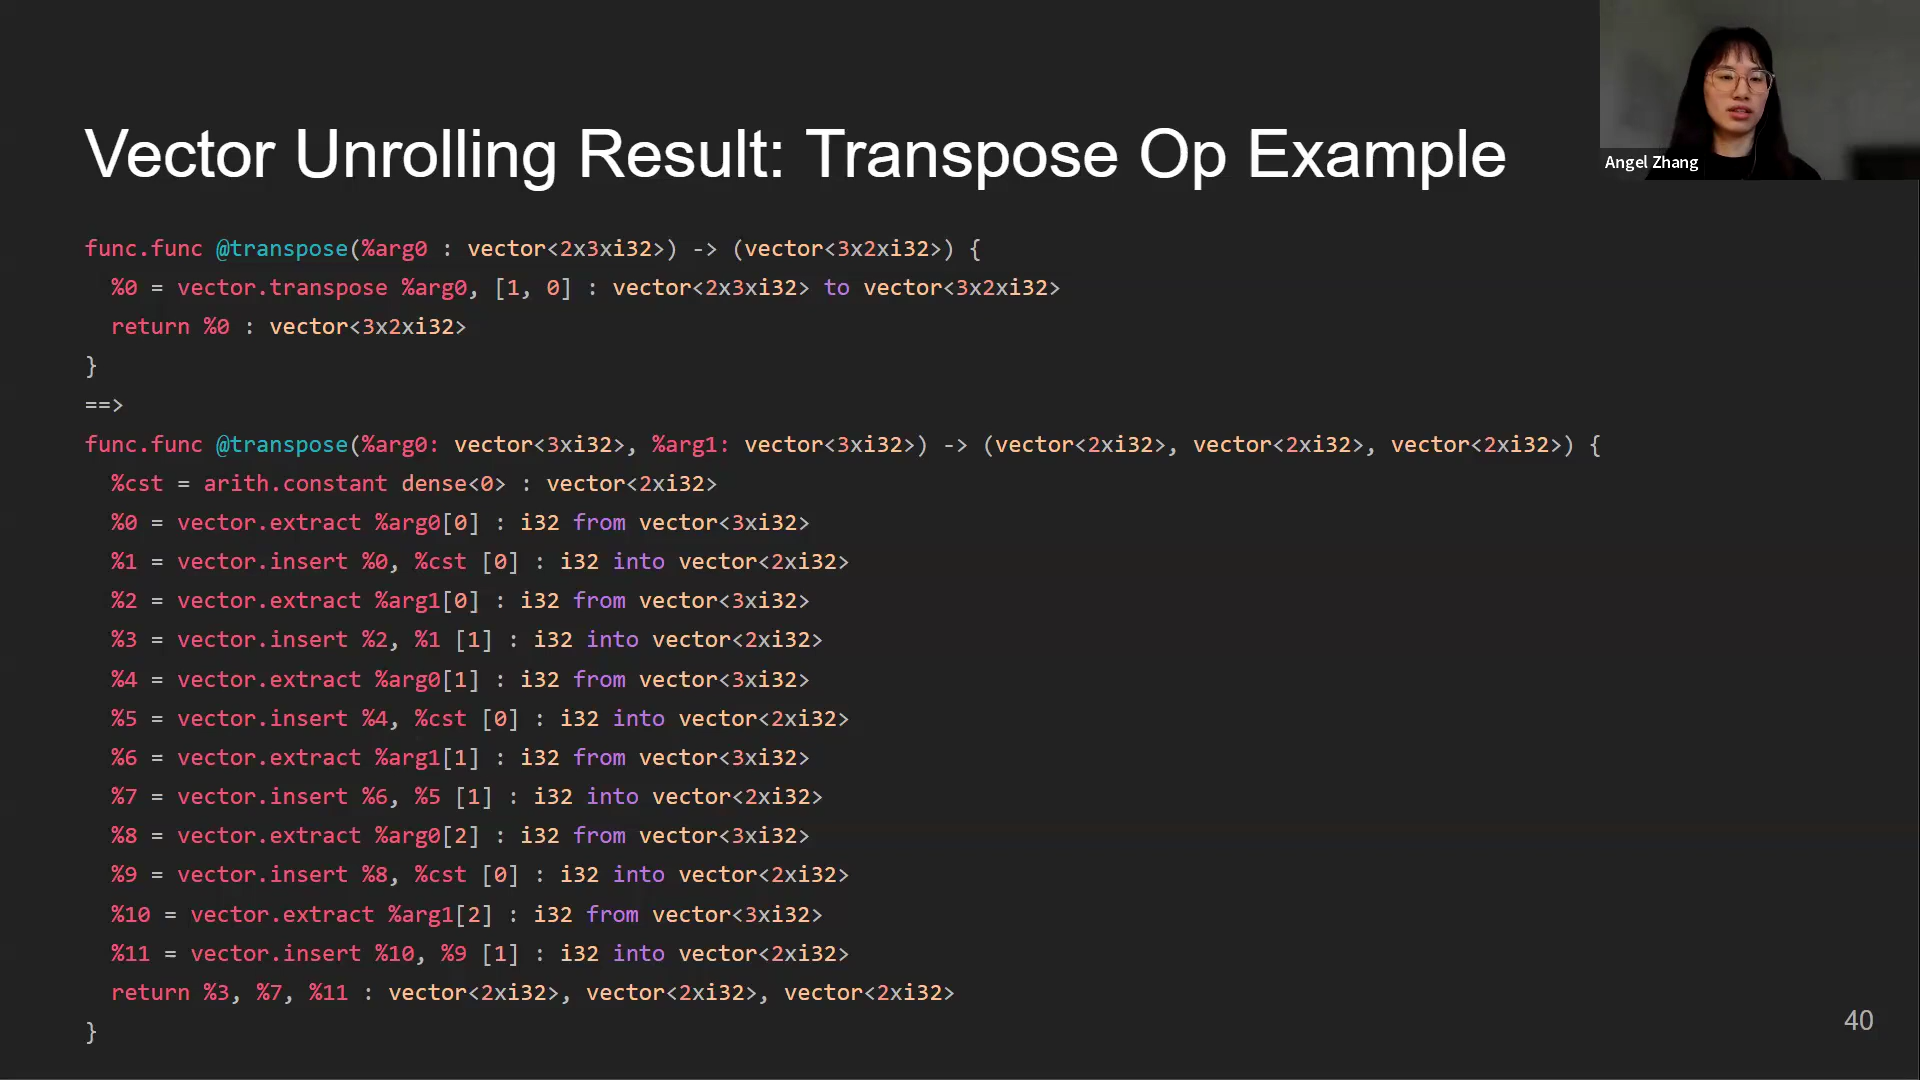 Vector Unrolling Result: Transpose Op Example
Angel Zhang
func.func @transpose(%arg0 : vector<2x3xi32>) -> (vector<3x2xi32>) {
  %0 = vector.transpose %arg0, [1, 0] : vector<2x3xi32> to vector<3x2xi32>
  return %0 : vector<3x2xi32>
}
==>
func.func @transpose(%arg0: vector<3xi32>, %arg1: vector<3xi32>) -> (vector<2xi32>, vector<2xi32>, vector<2xi32>) {
  %cst = arith.constant dense<0> : vector<2xi32>
  %0 = vector.extract %arg0[0] : i32 from vector<3xi32>
  %1 = vector.insert %0, %cst [0] : i32 into vector<2xi32>
  %2 = vector.extract %arg1[0] : i32 from vector<3xi32>
  %3 = vector.insert %2, %1 [1] : i32 into vector<2xi32>
  %4 = vector.extract %arg0[1] : i32 from vector<3xi32>
  %5 = vector.insert %4, %cst [0] : i32 into vector<2xi32>
  %6 = vector.extract %arg1[1] : i32 from vector<3xi32>
  %7 = vector.insert %6, %5 [1] : i32 into vector<2xi32>
  %8 = vector.extract %arg0[2] : i32 from vector<3xi32>
  %9 = vector.insert %8, %cst [0] : i32 into vector<2xi32>
  %10 = vector.extract %arg1[2] : i32 from vector<3xi32>
  %11 = vector.insert %10, %9 [1] : i32 into vector<2xi32>
  return %3, %7, %11 : vector<2xi32>, vector<2xi32>, vector<2xi32>
}
40